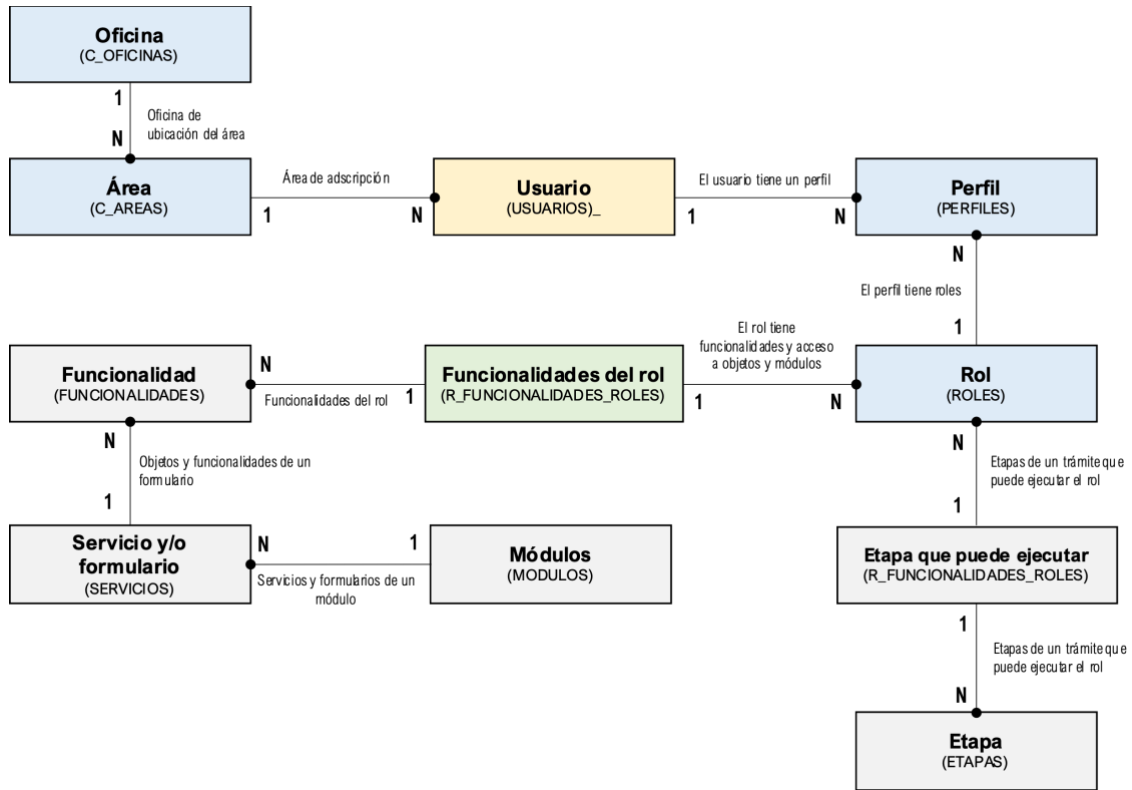 Oficina
(C_OFICINAS)
1
Oficina de
ubicación del área
N
Área
(C_AREAS)
Área de adscripción
1
N
Usuario
(USUARIOS)_
El usuario tiene un perfil
1
N
Perfil
(PERFILES)
N
El perfil tiene roles
1
Funcionalidad
(FUNCIONALIDADES)
N
Funcionalidades del rol
1
Funcionalidades del rol
(R_FUNCIONALIDADES_ROLES)
El rol tiene
funcionalidades y acceso
a objetos y módulos
1
N
Rol
(ROLES)
N
Objetos y funcionalidades de un
formulario
1
N
Etapas de un trámite que
puede ejecutar el rol
1
Servicio y/o
formulario
(SERVICIOS)
N
1
Servicios y formularios de un
módulo
Módulos
(MODULOS)
Etapa que puede ejecutar
(R_FUNCIONALIDADES_ROLES)
1
Etapas de un trámite que
puede ejecutar el rol
N
Etapa
(ETAPAS)